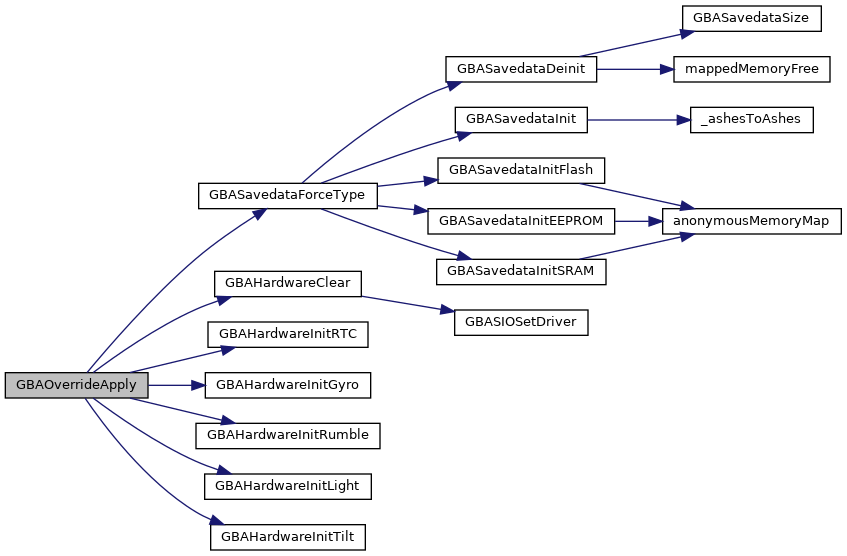 GBASavedataSize
GBASavedataDeinit
mappedMemoryFree
GBASavedataInit
_ashesToAshes
GBASavedataInitFlash
GBASavedataForceType
GBASavedataInitEEPROM
anonymousMemoryMap
GBASavedataInitSRAM
GBAHardwareClear
GBASIOSetDriver
GBAHardwareInitRTC
GBAOverrideApply
GBAHardwareInitGyro
GBAHardwareInitRumble
GBAHardwareInitLight
GBAHardwareInitTilt